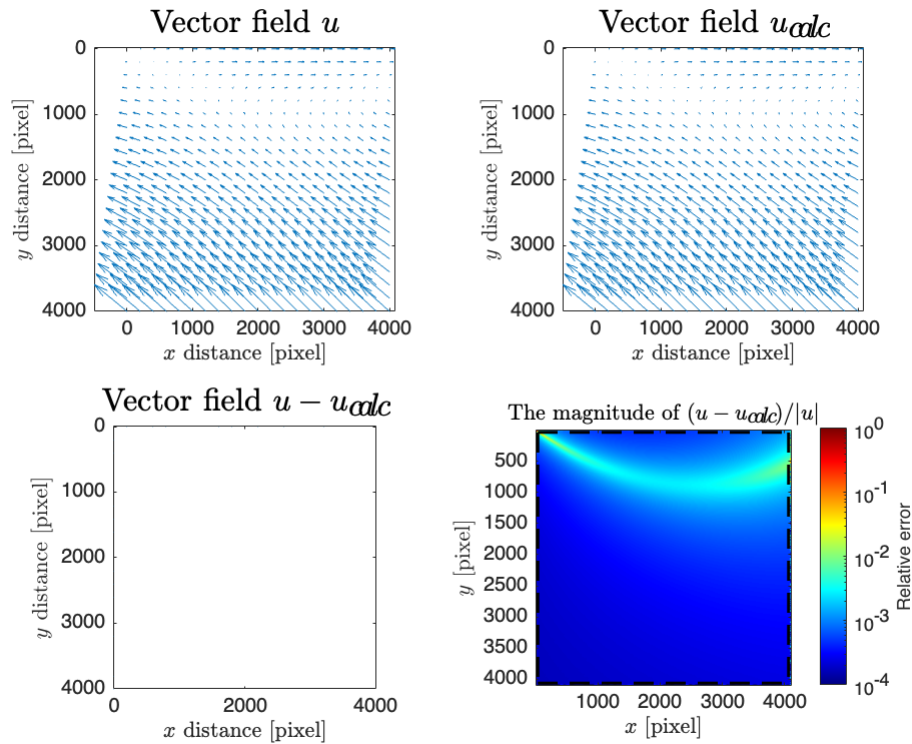 Vector field u
0
1000
2000
3000
4000
y distance [pixel]
0 1000 2000 3000 4000
x distance [pixel]
Vector field u_calc
0
1000
2000
3000
4000
y distance [pixel]
0 1000 2000 3000 4000
x distance [pixel]
Vector field u − u_calc
0
1000
2000
3000
4000
y distance [pixel]
0 2000 4000
x distance [pixel]
The magnitude of (u − u_calc)/|u|
500
1000
1500
2000
2500
3000
3500
4000
y [pixel]
1000 2000 3000 4000
x [pixel]
10^0
10^-1
10^-2
10^-3
10^-4
Relative error